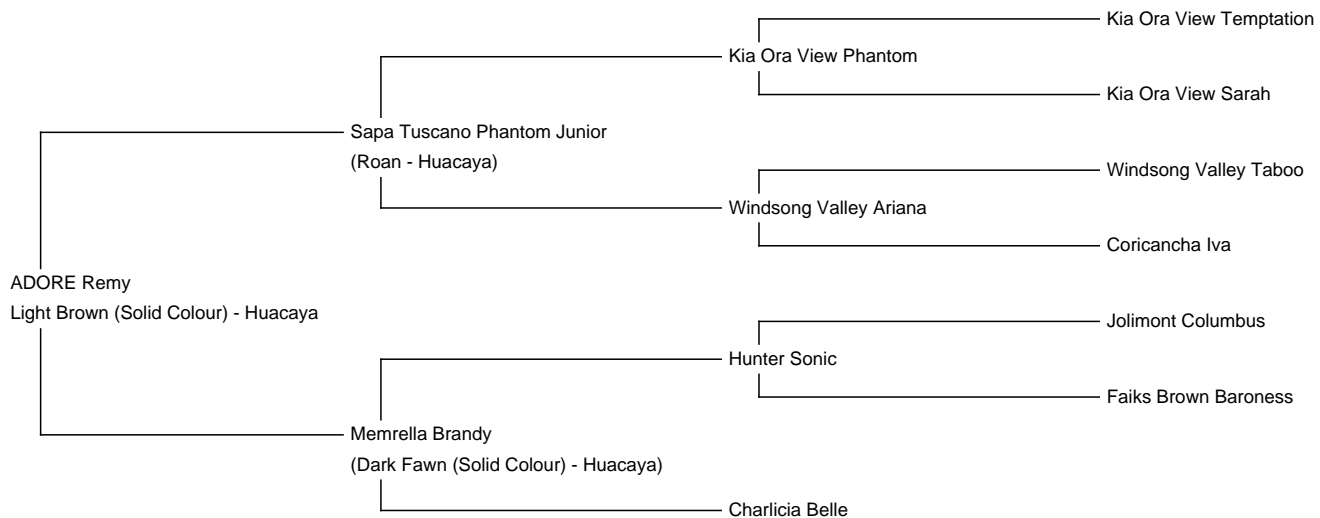 Kia Ora View Temptation
Kia Ora View Phantom
Kia Ora View Sarah
Sapa Tuscano Phantom Junior
(Roan - Huacaya)
Windsong Valley Taboo
Windsong Valley Ariana
Coricancha Iva
ADORE Remy
Light Brown (Solid Colour) - Huacaya
Jolimont Columbus
Hunter Sonic
Faiks Brown Baroness
Memrella Brandy
(Dark Fawn (Solid Colour) - Huacaya)
Charlicia Belle